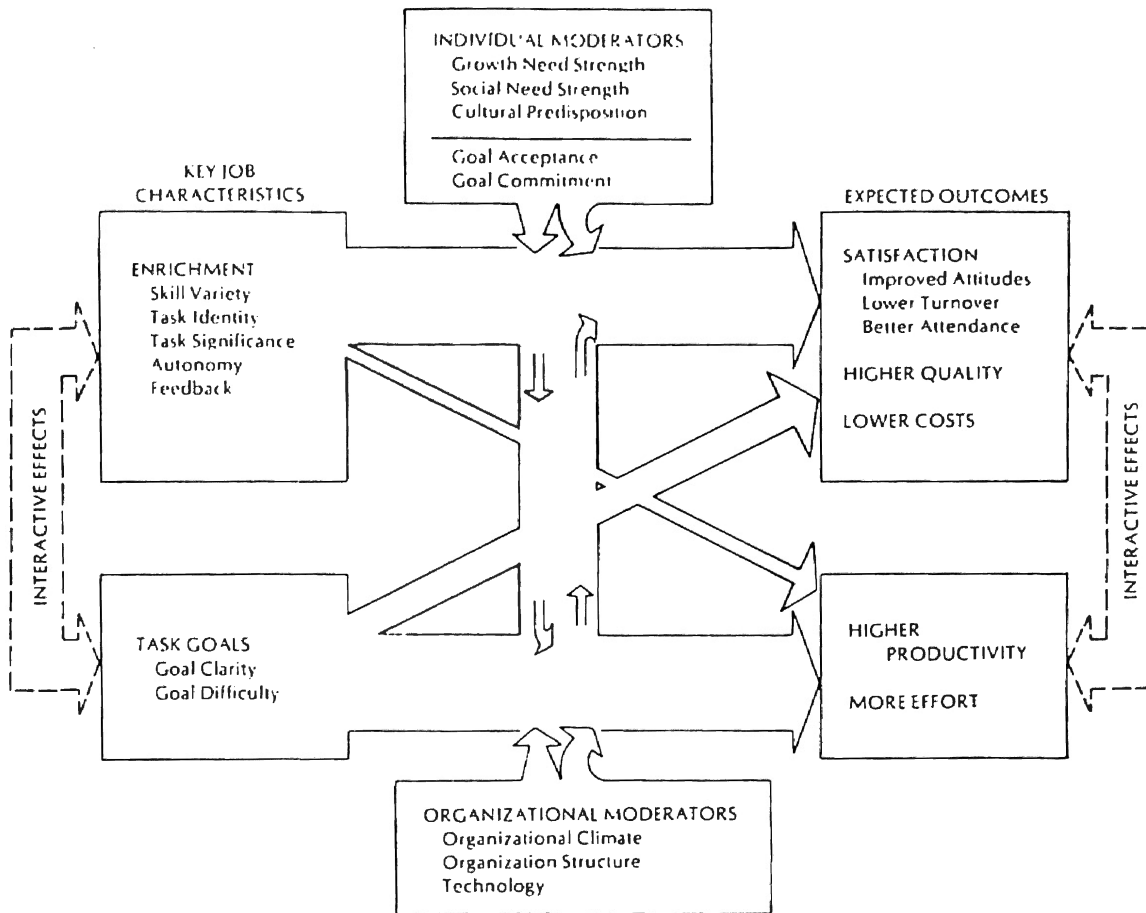 INDIVIDUAL MODERATORS
Growth Need Strength
Social Need Strength
Cultural Predisposition
Goal Acceptance
Goal Commitment
KEY JOB
CHARACTERISTICS
ENRICHMENT
Skill Variety
Task Identity
Task Significance
Autonomy
Feedback
EXPECTED OUTCOMES
SATISFACTION
Improved Attitudes
Lower Turnover
Better Attendance
HIGHER QUALITY
LOWER COSTS
INTERACTIVE EFFECTS
INTERACTIVE EFFECTS
TASK GOALS
Goal Clarity
Goal Difficulty
HIGHER
PRODUCTIVITY
MORE EFFORT
ORGANIZATIONAL MODERATORS
Organizational Climate
Organization Structure
Technology